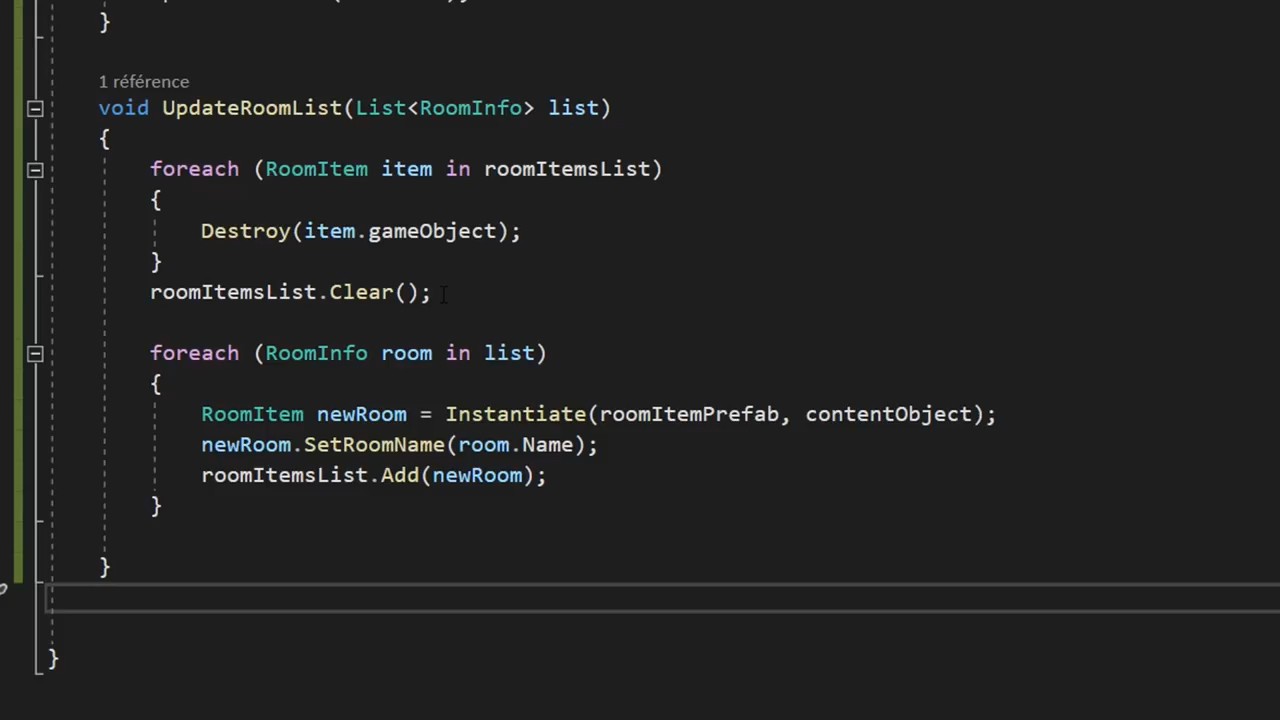 }
1 référence
void UpdateRoomList(List<RoomInfo> list)
{
foreach (RoomItem item in roomItemsList)
{
Destroy(item.gameObject);
}
roomItemsList.Clear();
foreach (RoomInfo room in list)
{
RoomItem newRoom = Instantiate(roomItemPrefab, contentObject);
newRoom.SetRoomName(room.Name);
roomItemsList.Add(newRoom);
}
}
}